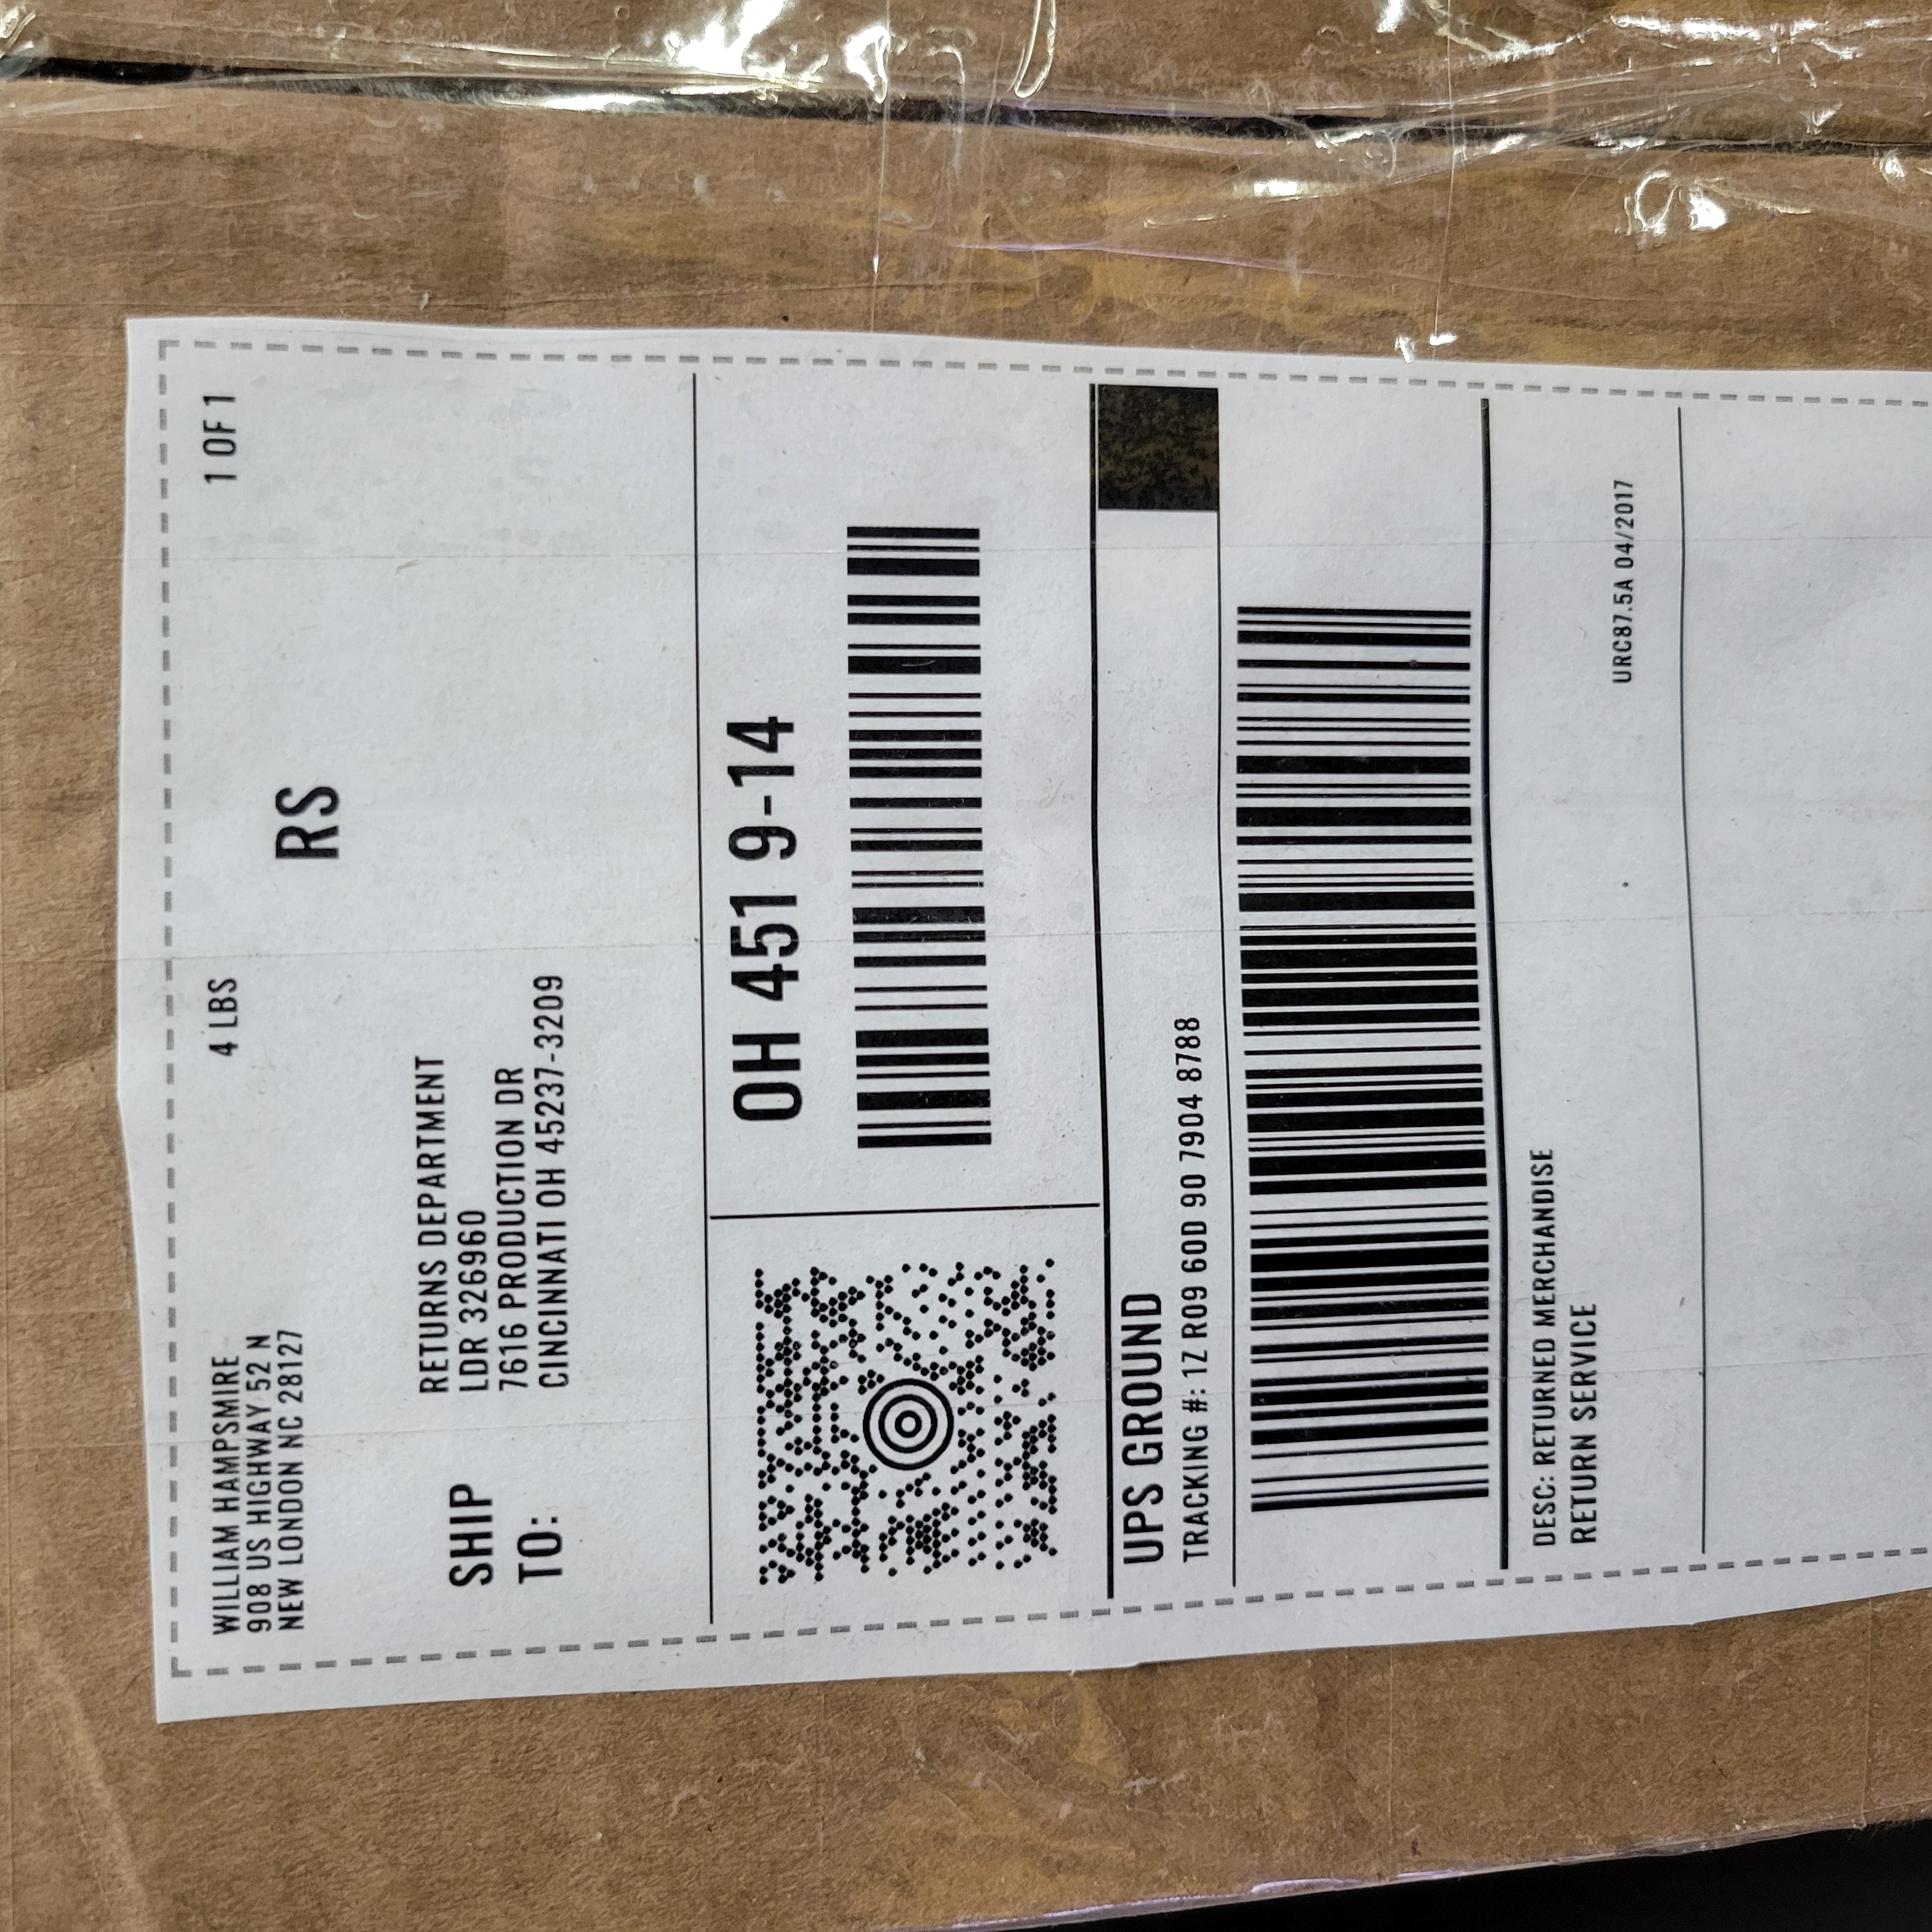 WILLIAM HAMPSMIRE
908 US HIGHWAY 52 N
NEW LONDON NC 28127
4 LBS
1 OF 1
RS
SHIP
TO:
RETURNS DEPARTMENT
LDR 326960
7616 PRODUCTION DR
CINCINNATI OH 45237-3209
OH 451 9-14
UPS GROUND
TRACKING #: 1Z R09 60D 90 7904 8788
DESC: RETURNED MERCHANDISE
RETURN SERVICE
URC87.5A 04/2017